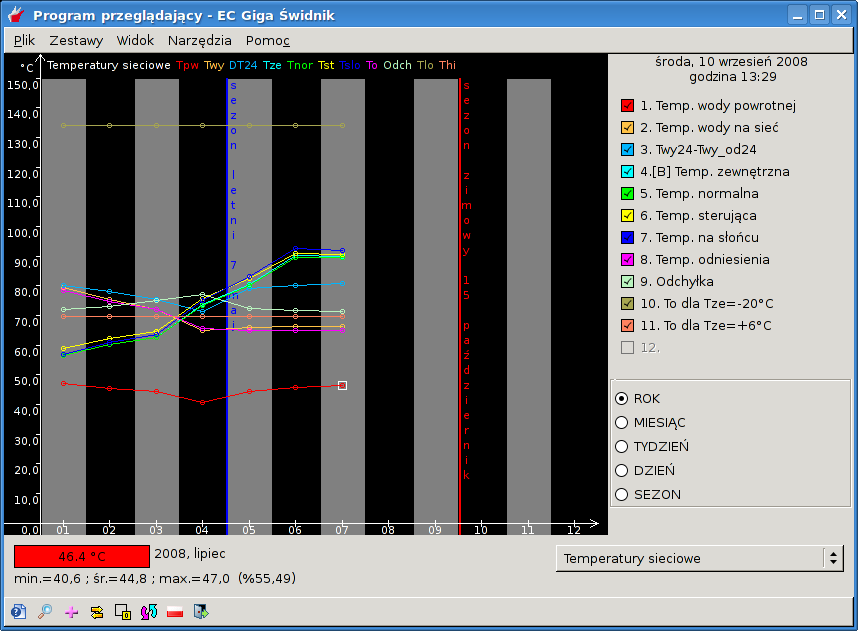 Program przeglądający - EC Giga Świdnik
Plik Zestawy Widok Narzędzia Pomoc
°C Temperatury sieciowe Tpw Twy DT24 Tze Tnor Tst Tslo To Odch Tlo Thi
150,0
140,0
130,0
120,0
110,0
100,0
90,0
80,0
70,0
60,0
50,0
40,0
30,0
20,0
10,0
0,0
01 02 03 04 05 06 07 08 09 10 11 12
sezon letni 7 maj
sezon zimowy 15 październik
środa, 10 wrzesień 2008
godzina 13:29
1. Temp. wody powrotnej
2. Temp. wody na sieć
3. Twy24-Twy_od24
4.[B] Temp. zewnętrzna
5. Temp. normalna
6. Temp. sterująca
7. Temp. na słońcu
8. Temp. odniesienia
9. Odchyłka
10. To dla Tze=-20°C
11. To dla Tze=+6°C
12.
ROK
MIESIĄC
TYDZIEŃ
DZIEŃ
SEZON
46.4 °C 2008, lipiec
min.=40,6 ; śr.=44,8 ; max.=47,0 (%55,49)
Temperatury sieciowe